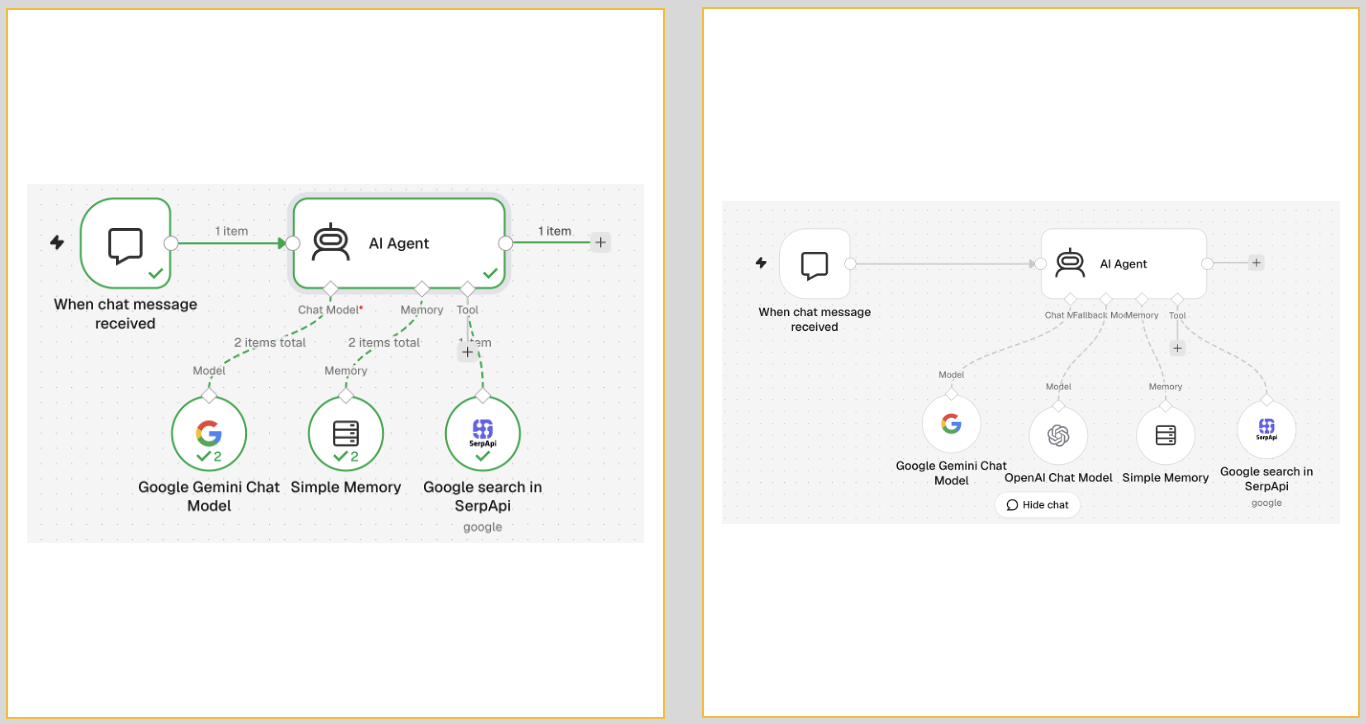 1 item
AI Agent
1 item
When chat message
received
Chat Model*
Memory
Tool
2 items total
2 items total
1 item
Model
Memory
SerpApi
2
2
Google Gemini Chat
Model
Simple Memory
Google search in
SerpApi
google
AI Agent
When chat message
received
Chat M
Fallback Mod
Memory
Tool
Model
Model
Memory
SerpApi
Google Gemini Chat
Model
OpenAI Chat Model
Simple Memory
Google search in
SerpApi
google
Hide chat